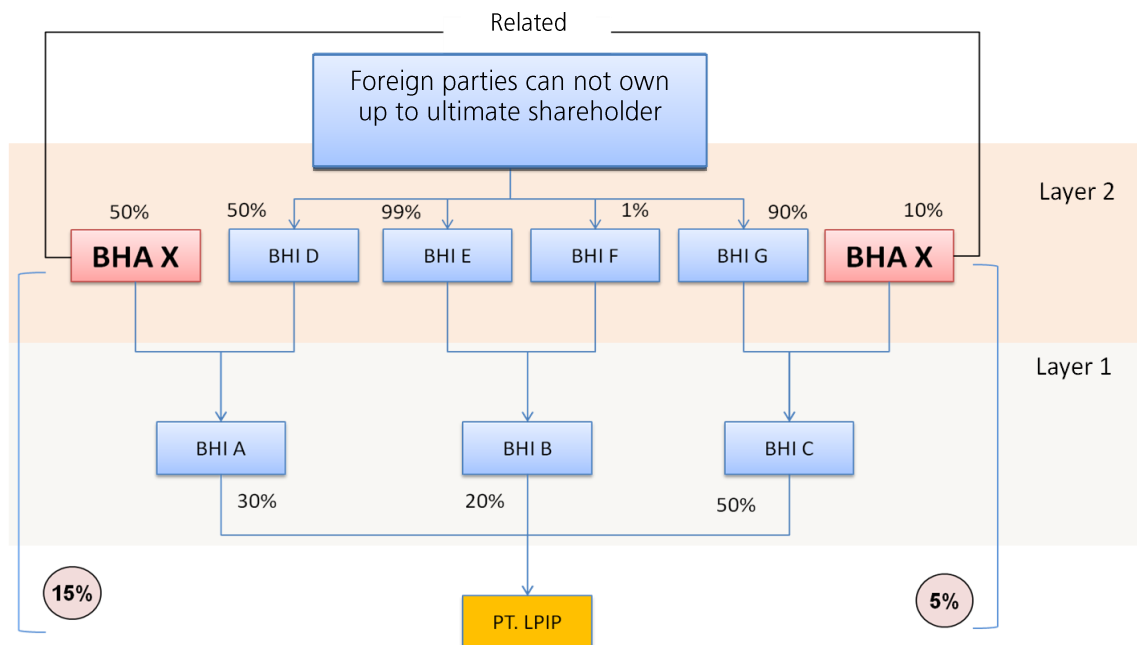 Related
Foreign parties can not own
up to ultimate shareholder
Layer 2
50%
50%
99%
1%
90%
10%
BHA X
BHI D
BHI E
BHI F
BHI G
BHA X
Layer 1
BHI A
BHI B
BHI C
30%
20%
50%
15%
5%
PT. LPIP